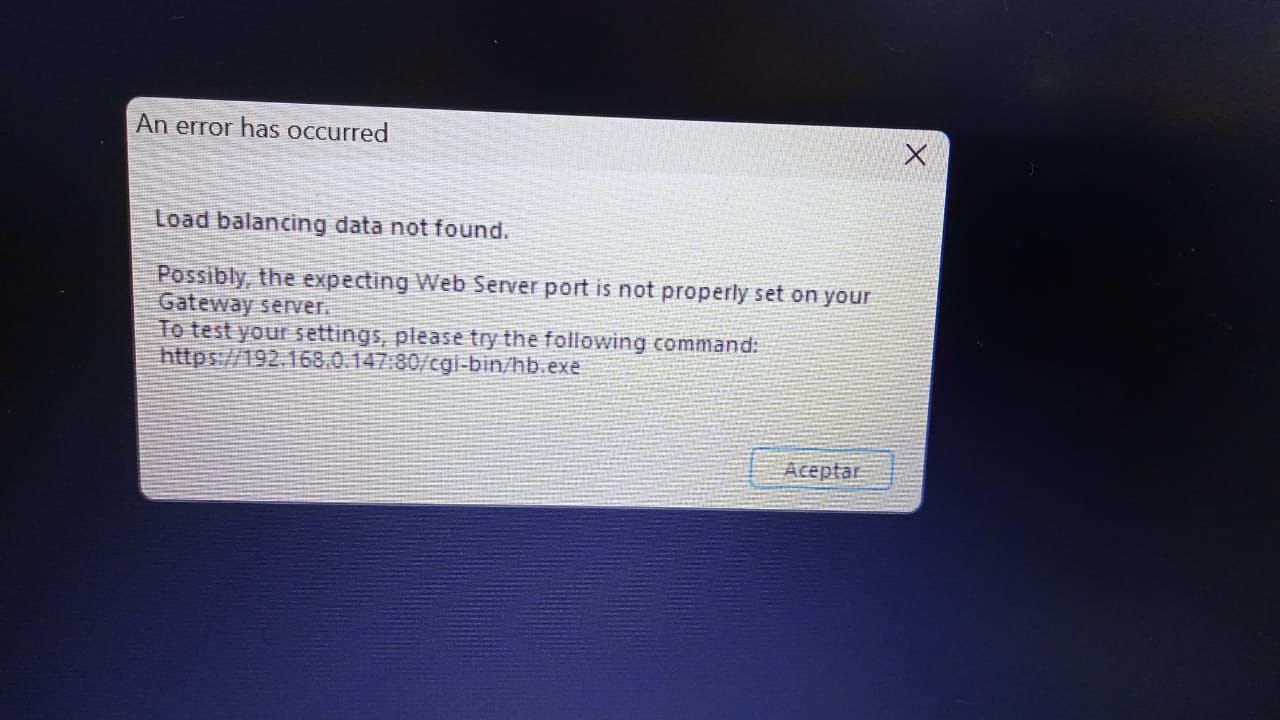 An error has occurred
Load balancing data not found.
Possibly, the expecting Web Server port is not properly set on your
Gateway server.
To test your settings, please try the following command:
https://192.168.0.147:80/cgi-bin/hb.exe
Aceptar